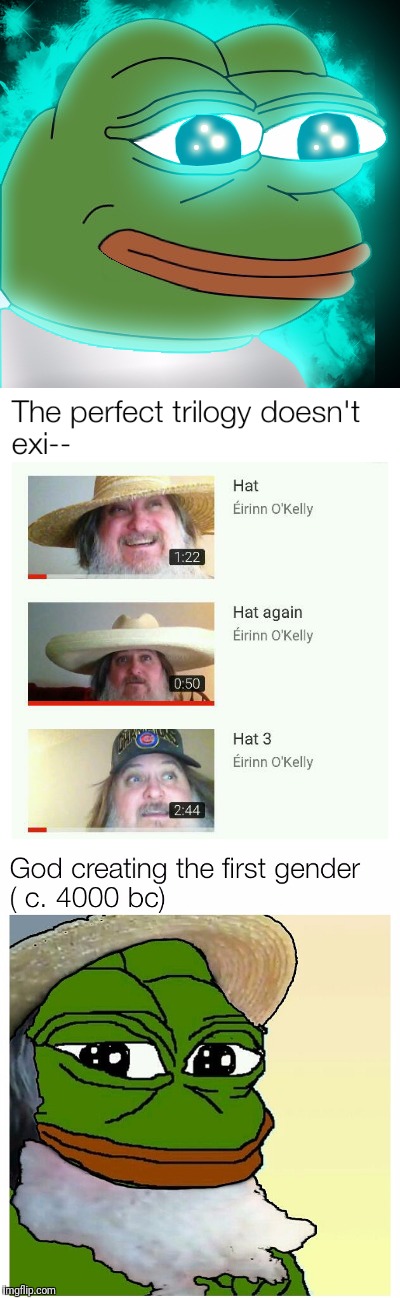 The perfect trilogy doesn't
exi--
Hat
Éirinn O'Kelly
1:22
Hat again
Éirinn O'Kelly
0:50
Hat 3
Éirinn O'Kelly
2:44
God creating the first gender
( c. 4000 bc)
imgflip.com